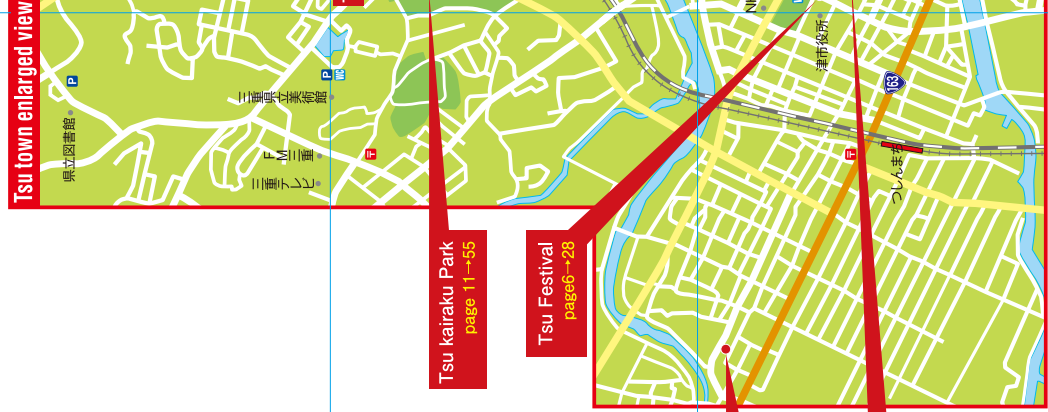 Tsu town enlarged view
P
県立図書館
P
WC
三重県立美術館
FM三重
三重テレビ
Tsu kairaku Park
page 11→55
Tsu Festival
page6→28
津市役所
163
つしんまち